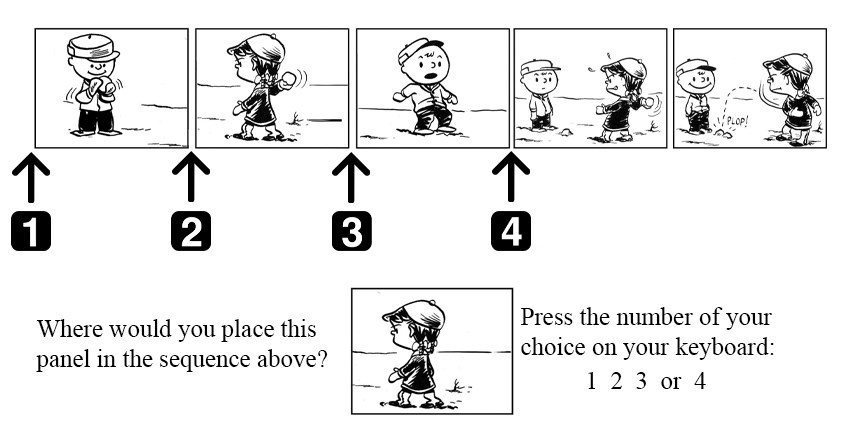 PLOP!
1 2 3 4
Where would you place this
panel in the sequence above?
Press the number of your
choice on your keyboard:
1 2 3 or 4